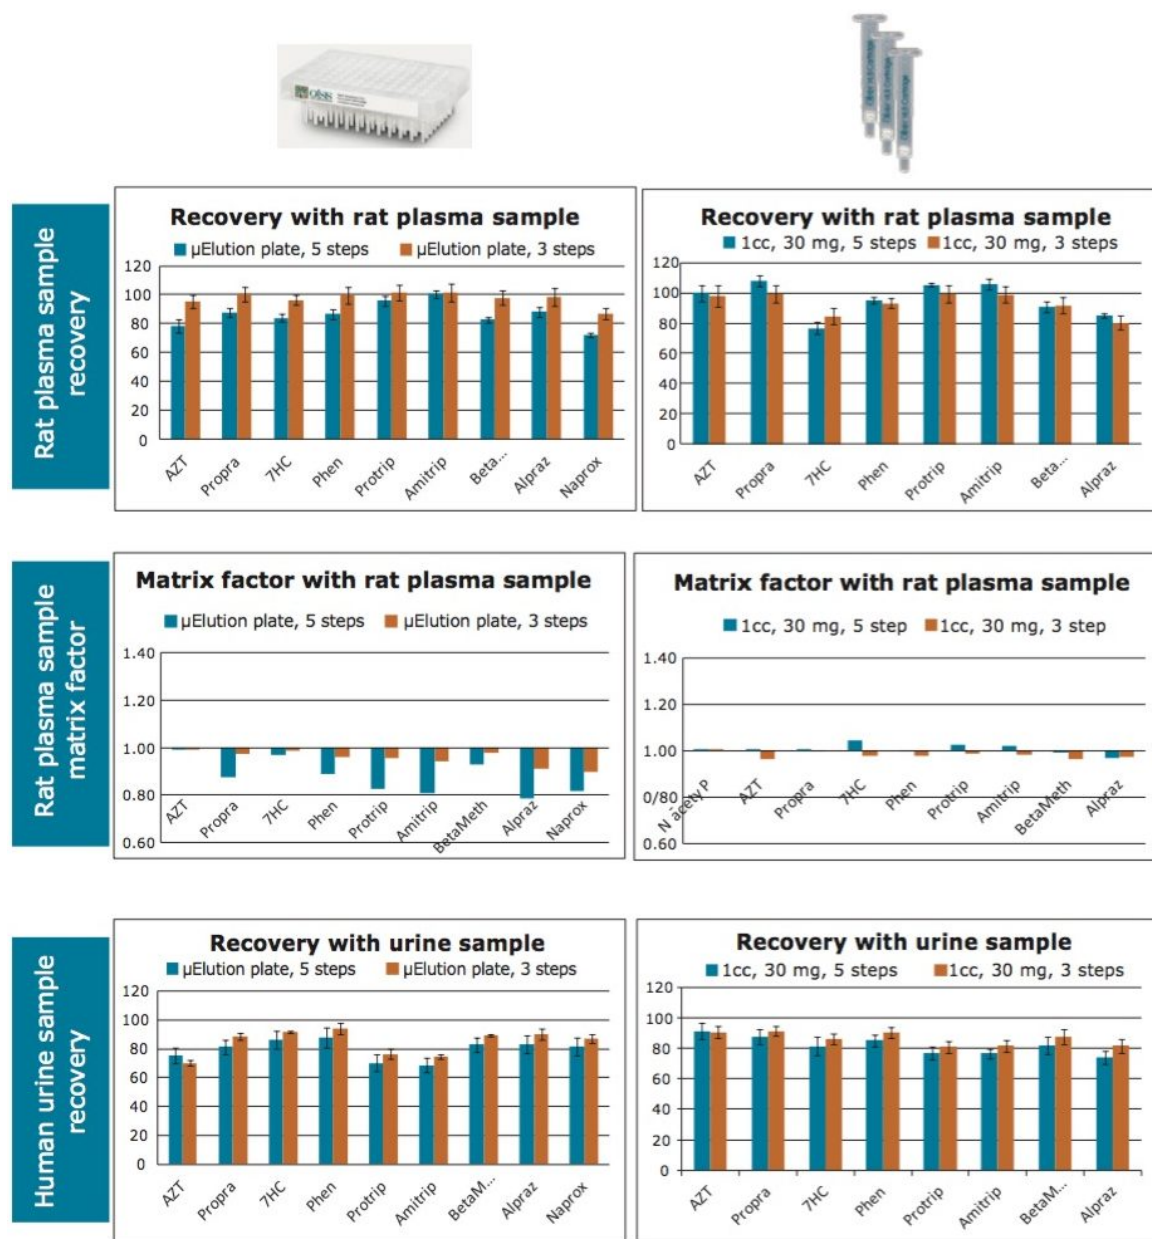 OASIS
Oasis HLB Cartridge
Oasis HLB Cartridge
Oasis HLB Cartridge
Rat plasma sample
recovery
Recovery with rat plasma sample
µElution plate, 5 steps
µElution plate, 3 steps
120
100
80
60
40
20
0
AZT
Propra
7HC
Phen
Protrip
Amitrip
Beta...
Alpraz
Naprox
Recovery with rat plasma sample
1cc, 30 mg, 5 steps
1cc, 30 mg, 3 steps
120
100
80
60
40
20
0
AZT
Propra
7HC
Phen
Protrip
Amitrip
Beta...
Alpraz
Rat plasma sample
matrix factor
Matrix factor with rat plasma sample
µElution plate, 5 steps
µElution plate, 3 steps
1.40
1.20
1.00
0.80
0.60
AZT
Propra
7HC
Phen
Protrip
Amitrip
BetaMeth
Alpraz
Naprox
Matrix factor with rat plasma sample
1cc, 30 mg, 5 step
1cc, 30 mg, 3 step
1.40
1.20
1.00
0.80
0.60
N acety P
AZT
Propra
7HC
Phen
Protrip
Amitrip
BetaMeth
Alpraz
Human urine sample
recovery
Recovery with urine sample
µElution plate, 5 steps
µElution plate, 3 steps
120
100
80
60
40
20
0
AZT
Propra
7HC
Phen
Protrip
Amitrip
BetaM...
Alpraz
Naprox
Recovery with urine sample
1cc, 30 mg, 5 steps
1cc, 30 mg, 3 steps
120
100
80
60
40
20
0
AZT
Propra
7HC
Phen
Protrip
Amitrip
BetaM...
Alpraz